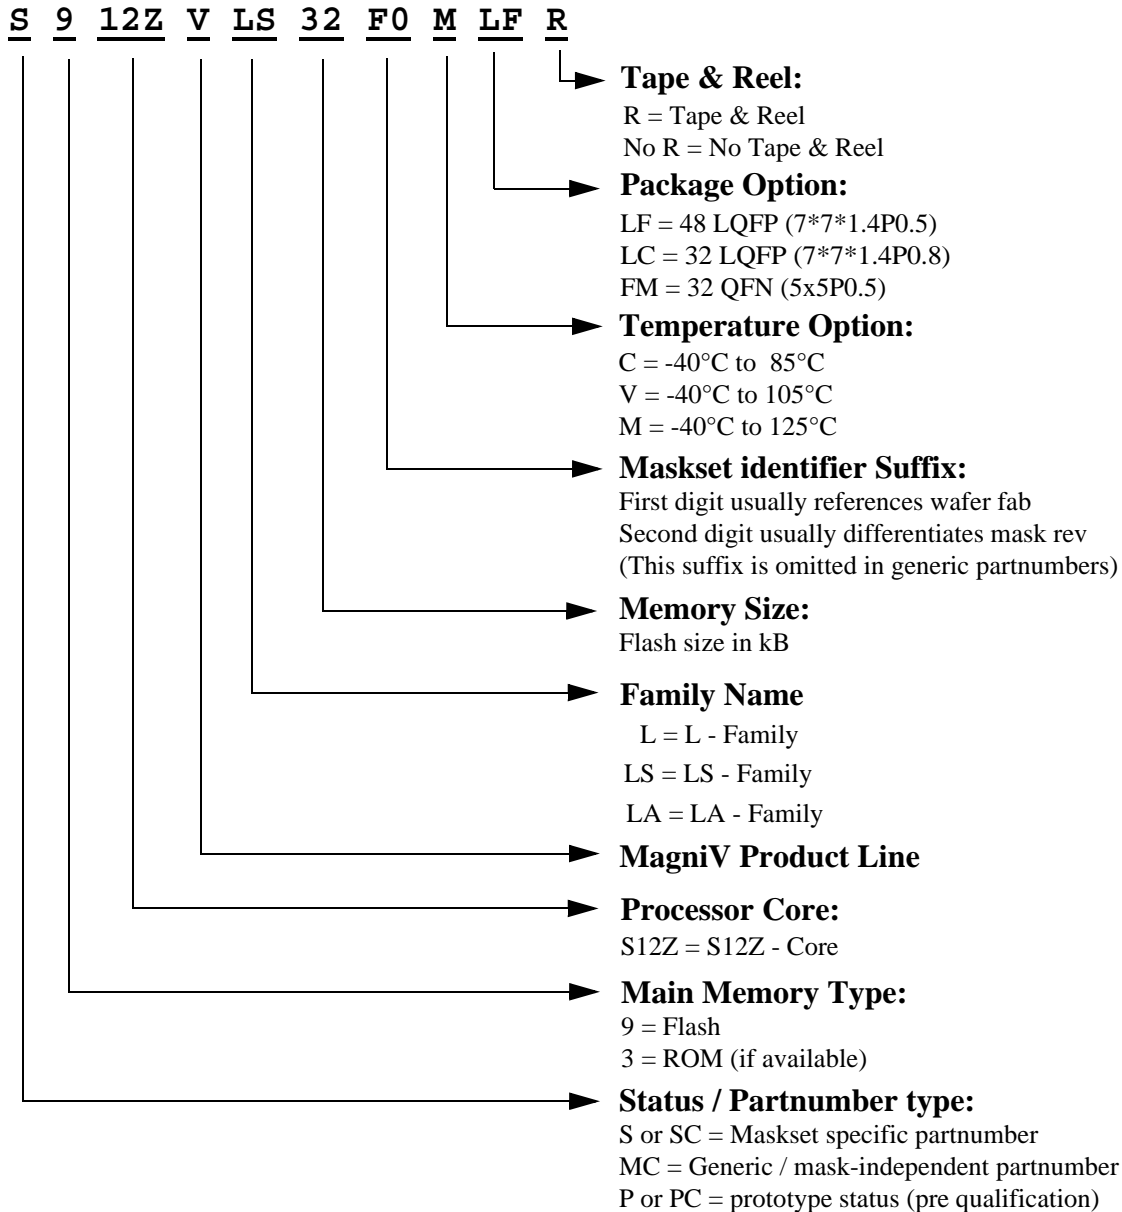 S 9 12Z V LS 32 F0 M LF R
Tape & Reel:
R = Tape & Reel
No R = No Tape & Reel
Package Option:
LF = 48 LQFP (7*7*1.4P0.5)
LC = 32 LQFP (7*7*1.4P0.8)
FM = 32 QFN (5x5P0.5)
Temperature Option:
C = -40°C to 85°C
V = -40°C to 105°C
M = -40°C to 125°C
Maskset identifier Suffix:
First digit usually references wafer fab
Second digit usually differentiates mask rev
(This suffix is omitted in generic partnumbers)
Memory Size:
Flash size in kB
Family Name
L = L - Family
LS = LS - Family
LA = LA - Family
MagniV Product Line
Processor Core:
S12Z = S12Z - Core
Main Memory Type:
9 = Flash
3 = ROM (if available)
Status / Partnumber type:
S or SC = Maskset specific partnumber
MC = Generic / mask-independent partnumber
P or PC = prototype status (pre qualification)